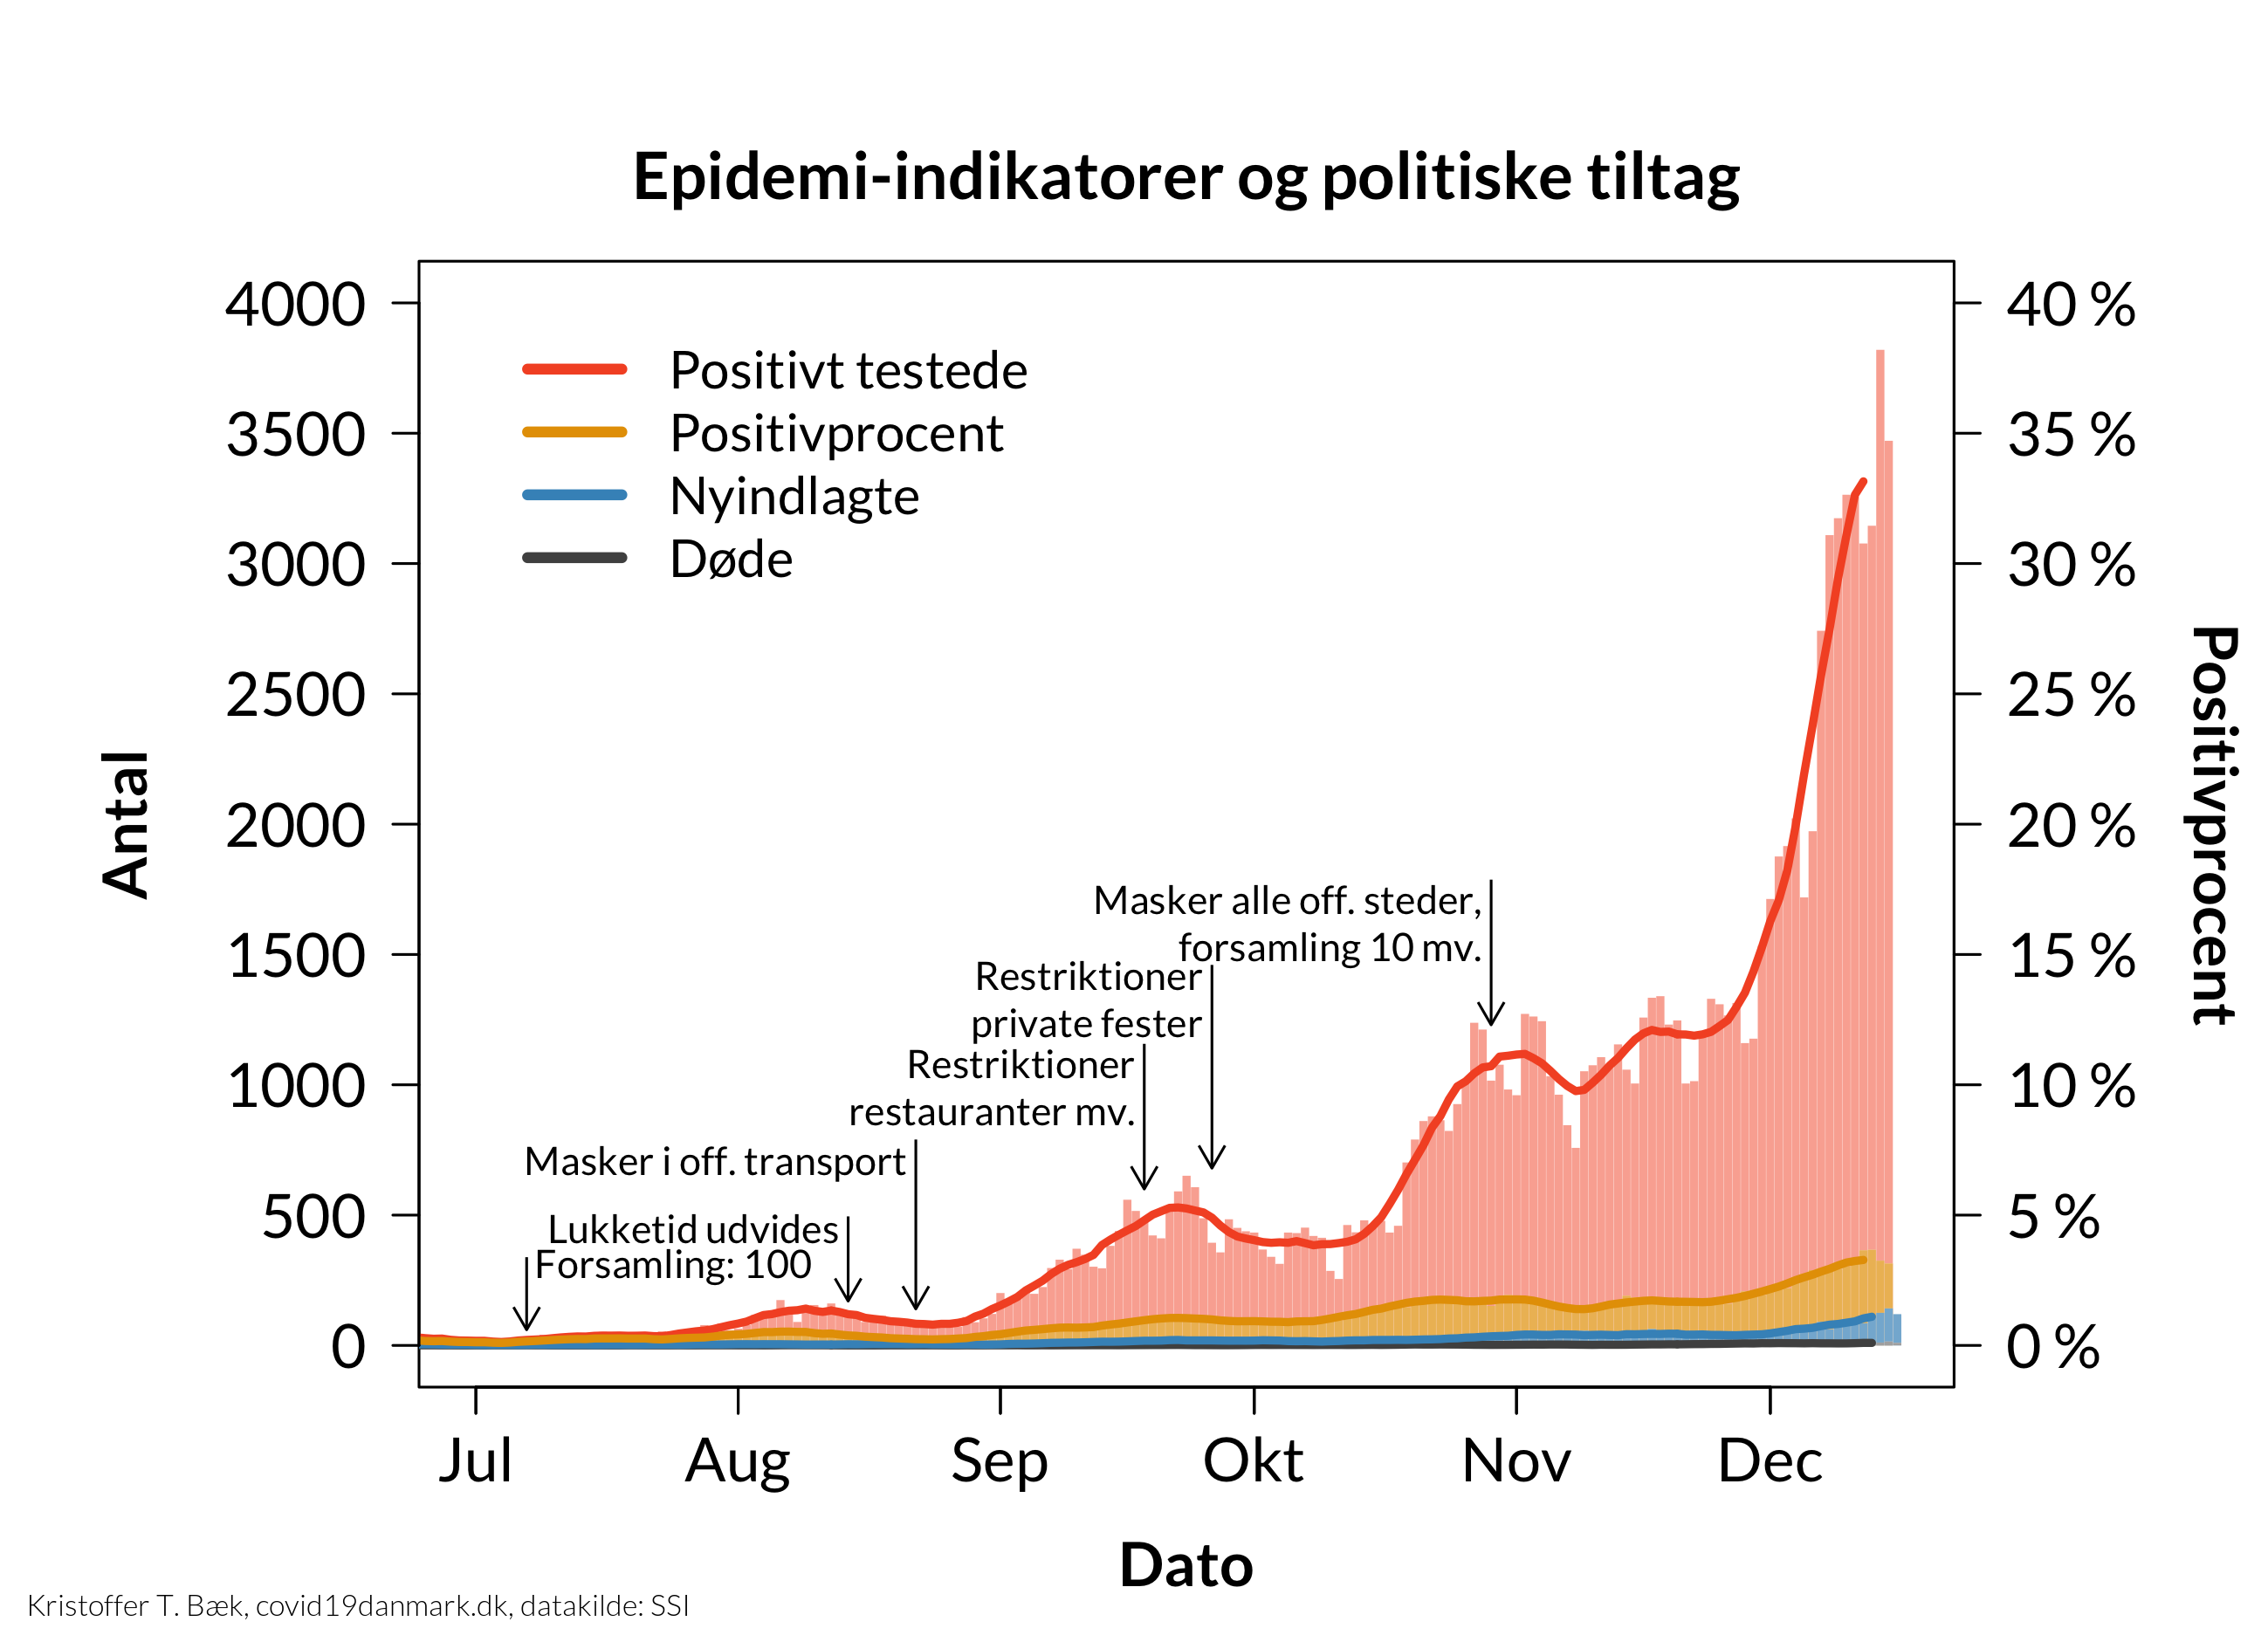 Epidemi-indikatorer og politiske tiltag
4000
3500
3000
2500
2000
1500
1000
500
0
Antal
40 %
35 %
30 %
25 %
20 %
15 %
10 %
5 %
0 %
Positivprocent
Positivt testede
Positivprocent
Nyindlagte
Døde
Masker alle off. steder,
forsamling 10 mv.
Restriktioner
private fester
Restriktioner
restauranter mv.
Masker i off. transport
Lukketid udvides
Forsamling: 100
Jul
Aug
Sep
Okt
Nov
Dec
Dato
Kristoffer T. Bæk, covid19danmark.dk, datakilde: SSI